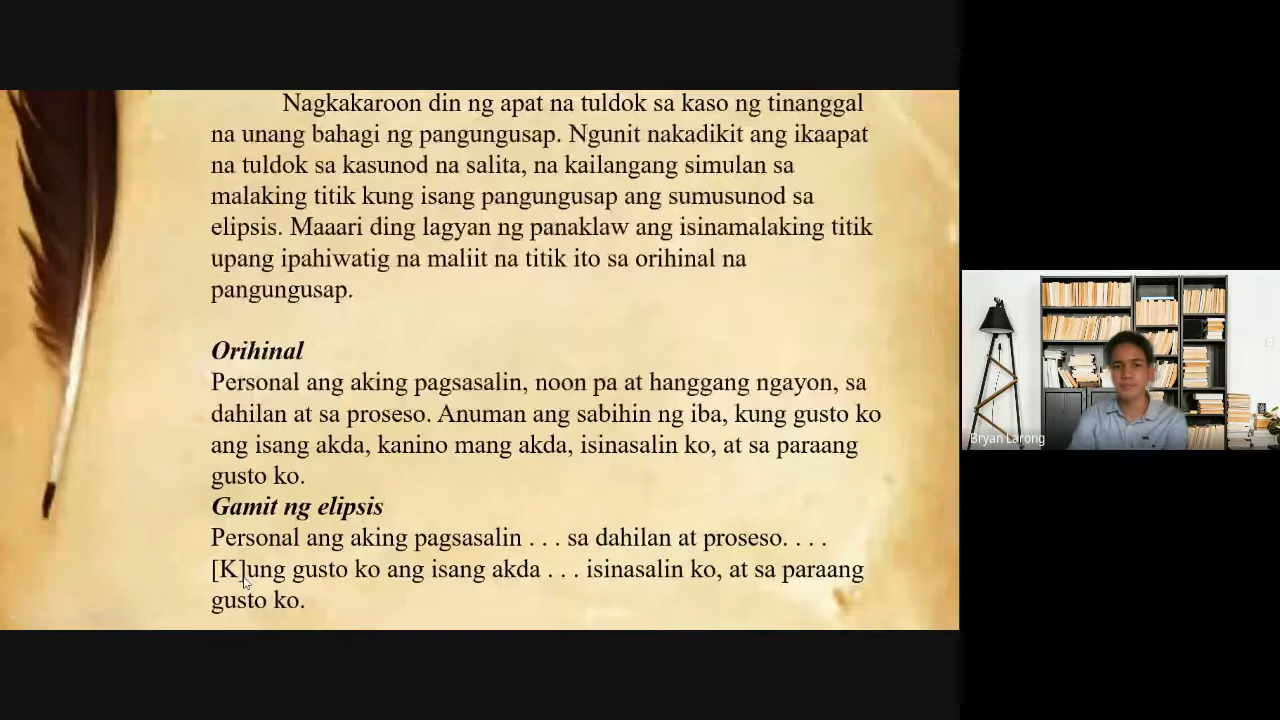 Nagkakaroon din ng apat na tuldok sa kaso ng tinanggal
na unang bahagi ng pangungusap. Ngunit nakadikit ang ikaapat
na tuldok sa kasunod na salita, na kailangang simulan sa
malaking titik kung isang pangungusap ang sumusunod sa
elipsis. Maaari ding lagyan ng panaklaw ang isinamalaking titik
upang ipahiwatig na maliit na titik ito sa orihinal na
pangungusap.
Orihinal
Personal ang aking pagsasalin, noon pa at hanggang ngayon, sa
dahilan at sa proseso. Anuman ang sabihin ng iba, kung gusto ko
ang isang akda, kanino mang akda, isinasalin ko, at sa paraang
gusto ko.
Gamit ng elipsis
Personal ang aking pagsasalin . . . sa dahilan at proseso. . . .
[K]ung gusto ko ang isang akda . . . isinasalin ko, at sa paraang
gusto ko.
Bryan Larong